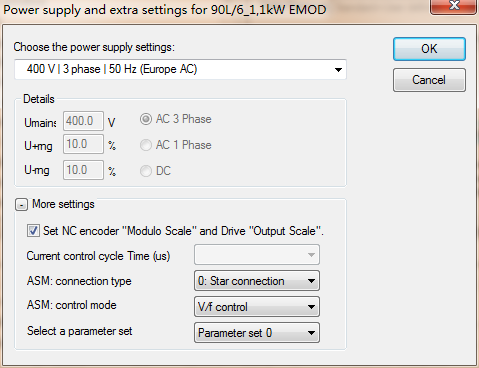 Power supply and extra settings for 90L/6_1,1kW EMOD
Choose the power supply settings:
OK
400 V | 3 phase | 50 Hz (Europe AC)
Cancel
Details
Umains 400.0 V
AC 3 Phase
U+mg 10.0 %
AC 1 Phase
U-mg 10.0 %
DC
- More settings
Set NC encoder "Modulo Scale" and Drive "Output Scale".
Current control cycle Time (us)
ASM: connection type 0: Star connection
ASM: control mode V/f control
Select a parameter set Parameter set 0